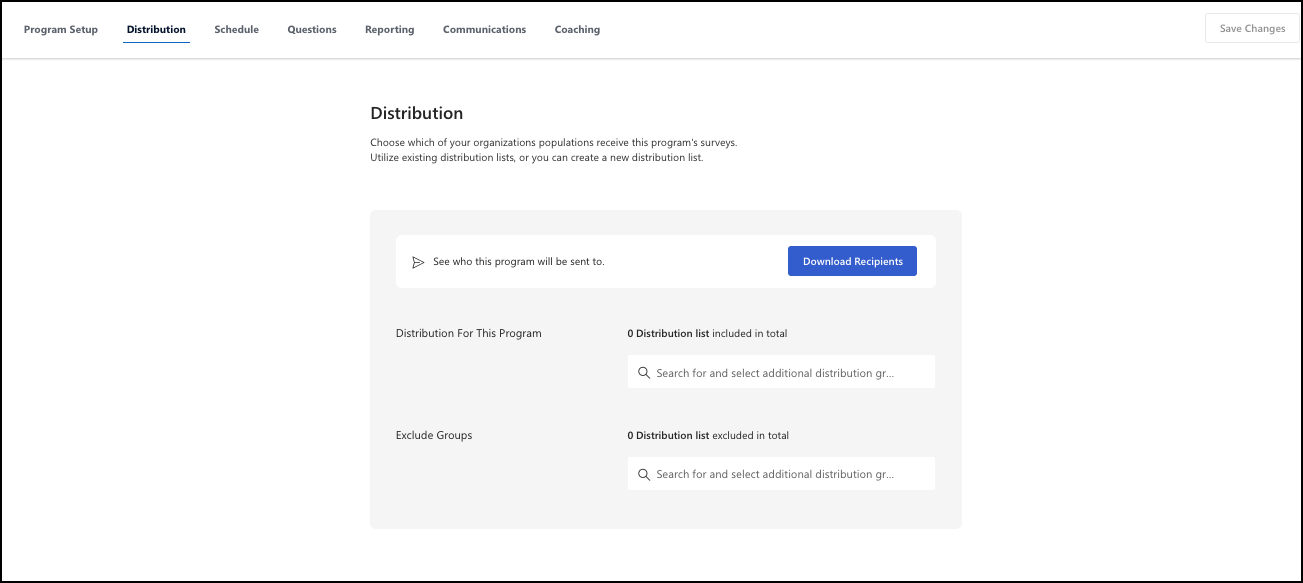 Program Setup Distribution Schedule Questions Reporting Communications Coaching Save Changes
Distribution
Choose which of your organizations populations receive this program's surveys.
Utilize existing distribution lists, or you can create a new distribution list.
See who this program will be sent to. Download Recipients
Distribution For This Program 0 Distribution list included in total
Search for and select additional distribution gr...
Exclude Groups 0 Distribution list excluded in total
Search for and select additional distribution gr...